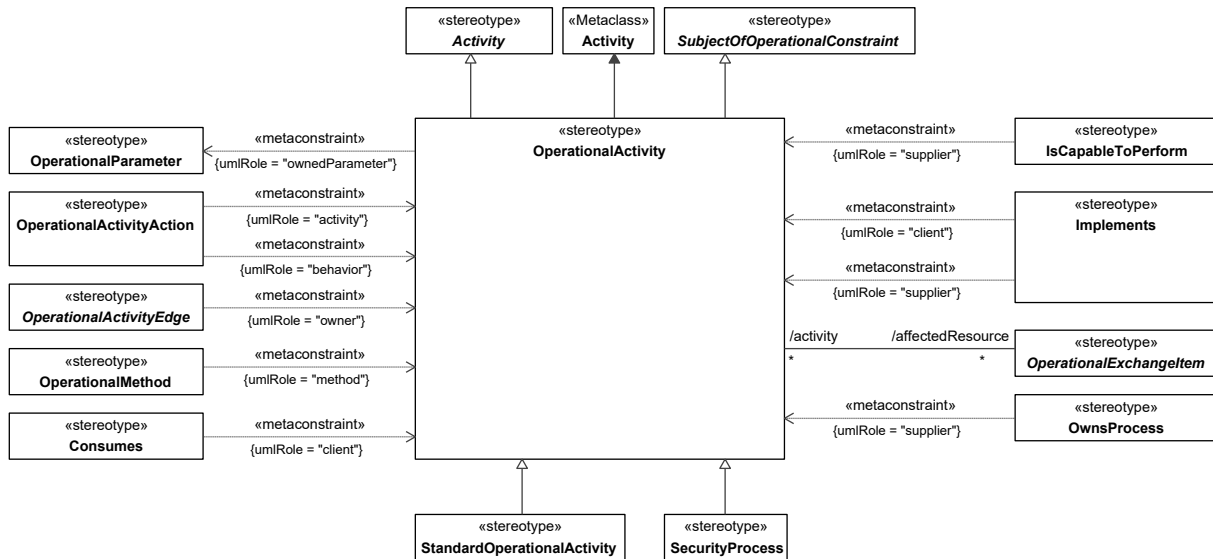 «stereotype»
Activity
«Metaclass»
Activity
«stereotype»
SubjectOfOperationalConstraint
«stereotype»
OperationalActivity
«stereotype»
OperationalParameter
«metaconstraint»
{umlRole = "ownedParameter"}
«stereotype»
OperationalActivityAction
«metaconstraint»
{umlRole = "activity"}
«metaconstraint»
{umlRole = "behavior"}
«stereotype»
OperationalActivityEdge
«metaconstraint»
{umlRole = "owner"}
«stereotype»
OperationalMethod
«metaconstraint»
{umlRole = "method"}
«stereotype»
Consumes
«metaconstraint»
{umlRole = "client"}
«metaconstraint»
{umlRole = "supplier"}
«stereotype»
IsCapableToPerform
«metaconstraint»
{umlRole = "client"}
«stereotype»
Implements
«metaconstraint»
{umlRole = "supplier"}
/activity
*
/affectedResource
*
«stereotype»
OperationalExchangeItem
«metaconstraint»
{umlRole = "supplier"}
«stereotype»
OwnsProcess
«stereotype»
StandardOperationalActivity
«stereotype»
SecurityProcess